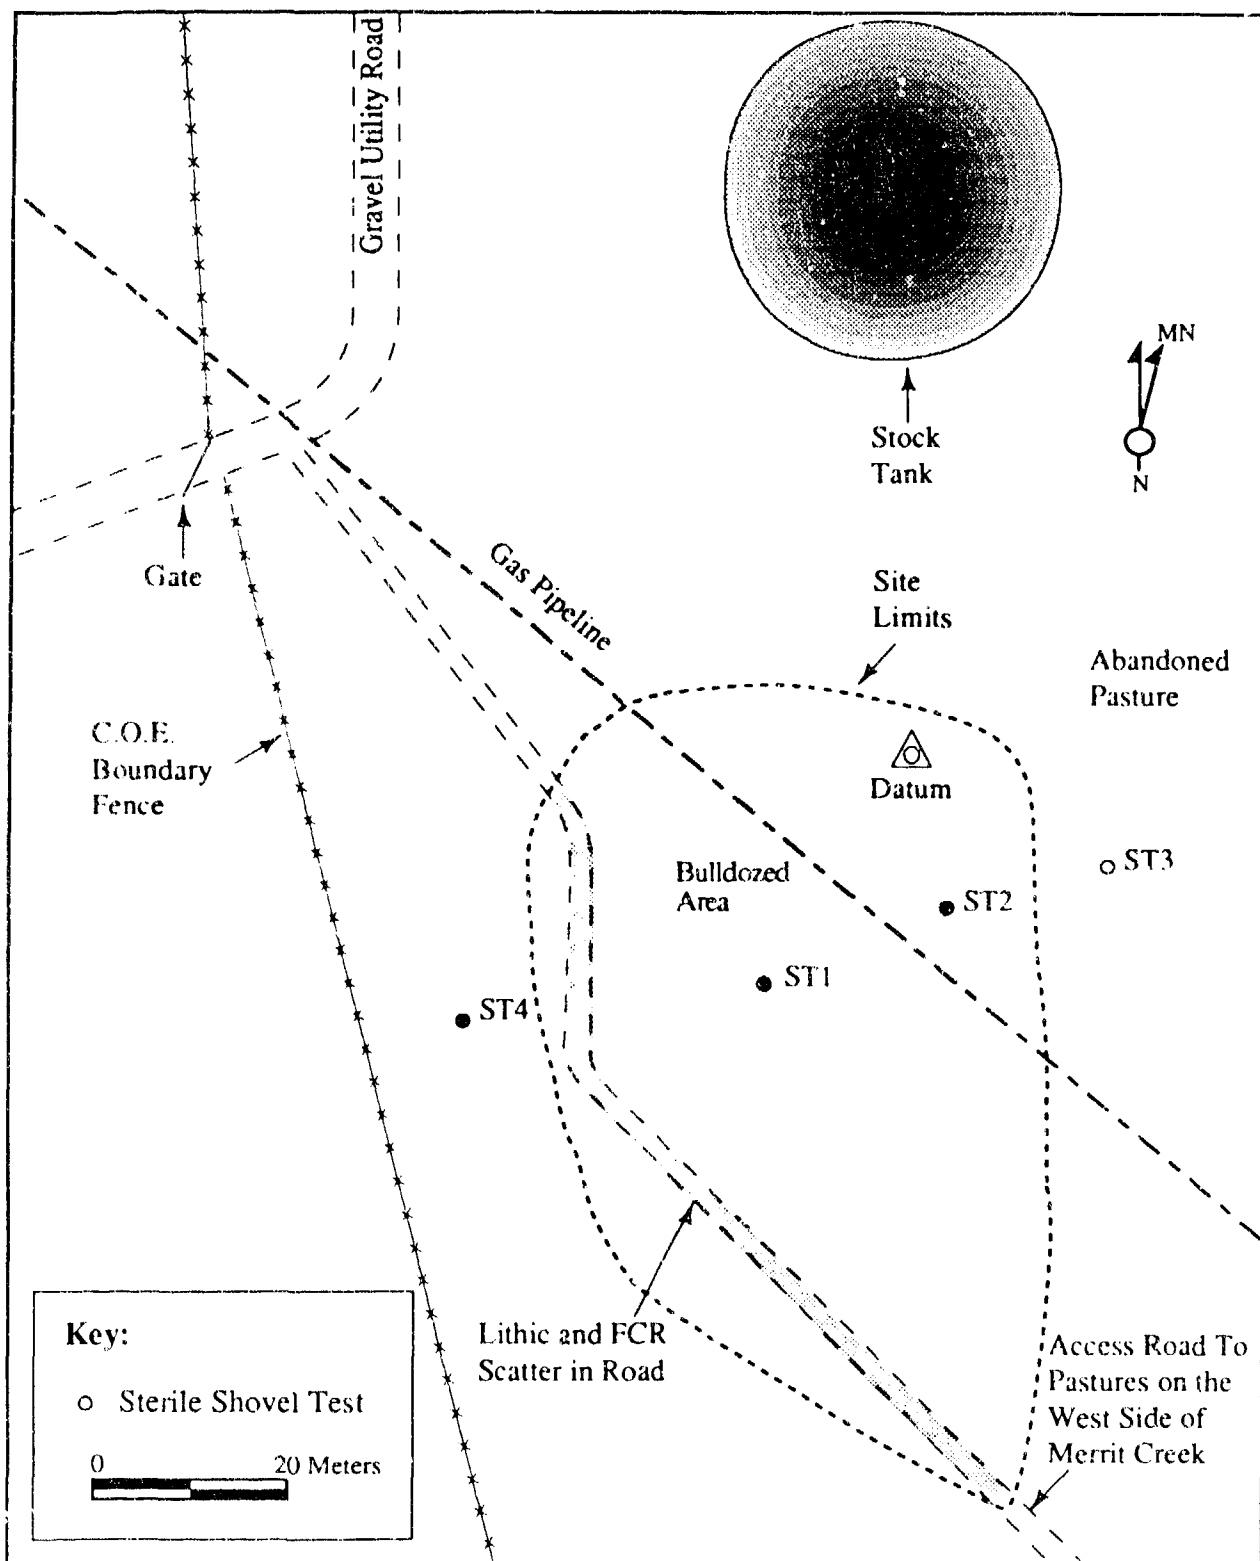 Gravel Utility Road
MN
N
Stock
Tank
Gate
Gas Pipeline
Site
Limits
Abandoned
Pasture
C.O.E.
Boundary
Fence
Datum
Bulldozed
Area
ST3
ST2
ST1
ST4
Lithic and FCR
Scatter in Road
Access Road To
Pastures on the
West Side of
Merrit Creek
Key:
Sterile Shovel Test
0 20 Meters